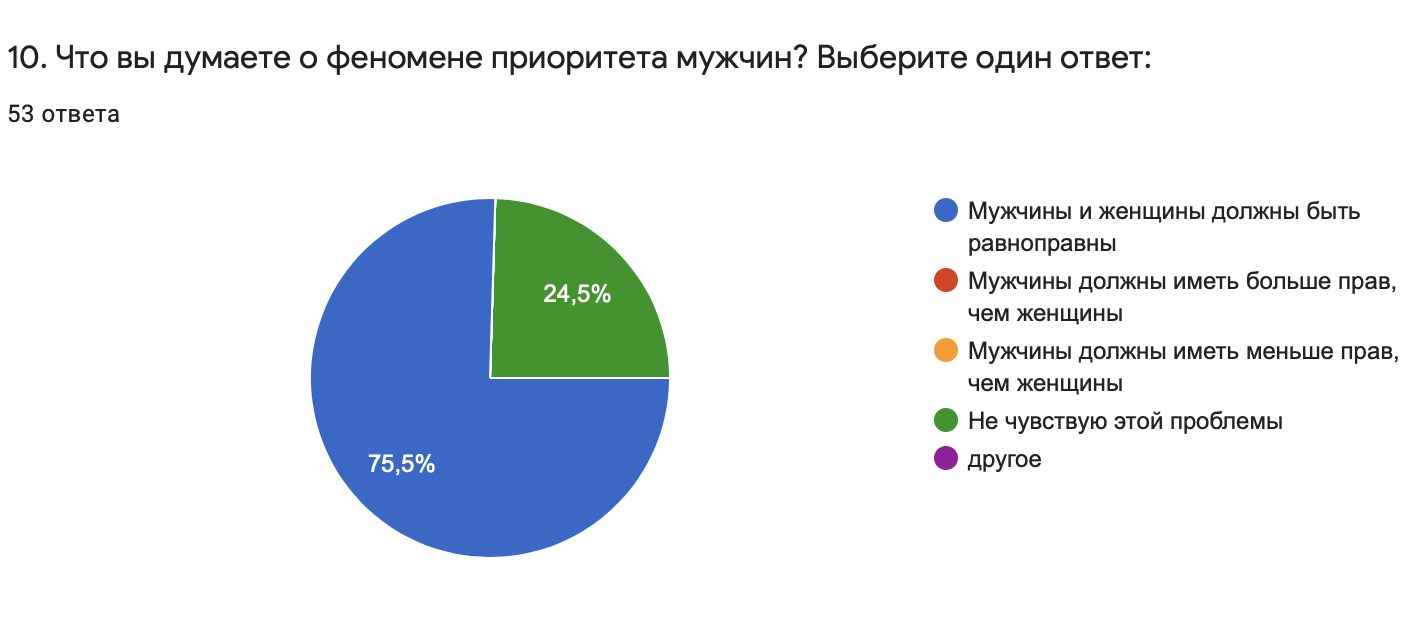 10. Что вы думаете о феномене приоритета мужчин? Выберите один ответ:
53 ответа
24,5%
75,5%
Мужчины и женщины должны быть
равноправны
Мужчины должны иметь больше прав,
чем женщины
Мужчины должны иметь меньше прав,
чем женщины
Не чувствую этой проблемы
другое